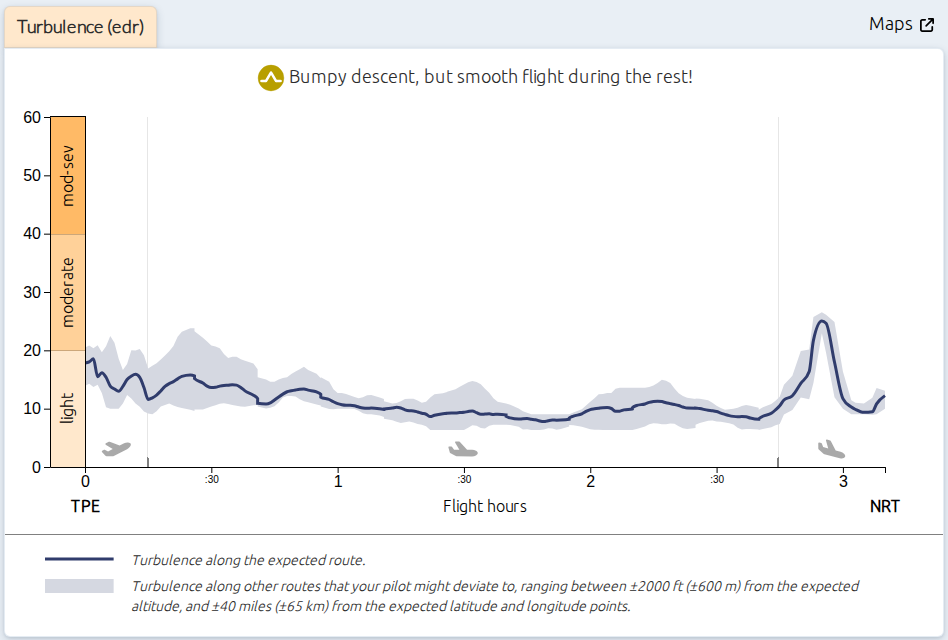 Turbulence (edr)
Maps
Bumpy descent, but smooth flight during the rest!
60
50
40
30
20
10
0
mod-sev
moderate
light
0 :30 1 :30 2 :30 3
TPE Flight hours NRT
Turbulence along the expected route.
Turbulence along other routes that your pilot might deviate to, ranging between ±2000 ft (±600 m) from the expected
altitude, and ±40 miles (±65 km) from the expected latitude and longitude points.